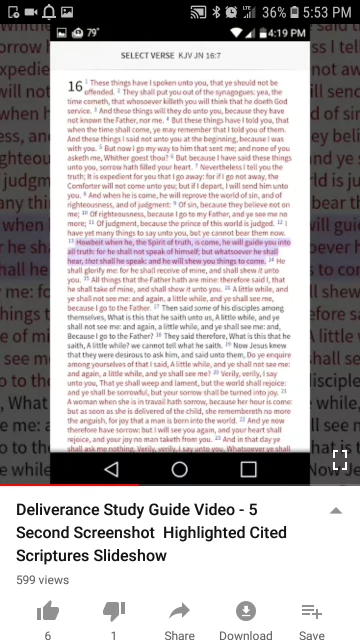 36% 5:53 PM
79°
4:19 PM
SELECT VERSE KJV JN 16:7
16 1 These things have I spoken unto you, that ye should not be
offended. 2 They shall put you out of the synagogues: yea, the
time cometh, that whosoever killeth you will think that he doeth God
service. 3 And these things will they do unto you, because they have
not known the Father, nor me. 4 But these things have I told you, that
when the time shall come, ye may remember that I told you of them.
And these things I said not unto you at the beginning, because I was
with you. 5 But now I go my way to him that sent me; and none of you
asketh me, Whither goest thou? 6 But because I have said these things
unto you, sorrow hath filled your heart. 7 Nevertheless I tell you the
truth; It is expedient for you that I go away: for if I go not away, the
Comforter will not come unto you; but if I depart, I will send him unto
you. 8 And when he is come, he will reprove the world of sin, and of
righteousness, and of judgment: 9 Of sin, because they believe not on
me; 10 Of righteousness, because I go to my Father, and ye see me no
more; 11 Of judgment, because the prince of this world is judged. 12 I
have yet many things to say unto you, but ye cannot bear them now.
13 Howbeit when he, the Spirit of truth, is come, he will guide you into
all truth: for he shall not speak of himself; but whatsoever he shall
hear, that shall he speak: and he will shew you things to come. 14 He
shall glorify me: for he shall receive of mine, and shall shew it unto
you. 15 All things that the Father hath are mine: therefore said I, that
he shall take of mine, and shall shew it unto you. 16 A little while, and
ye shall not see me: and again, a little while, and ye shall see me,
because I go to the Father. 17 Then said some of his disciples among
themselves, What is this that he saith unto us, A little while, and ye
shall not see me: and again, a little while, and ye shall see me: and,
Because I go to the Father? 18 They said therefore, What is this that he
saith, A little while? we cannot tell what he saith. 19 Now Jesus knew
that they were desirous to ask him, and said unto them, Do ye enquire
among yourselves of that I said, A little while, and ye shall not see me:
and again, a little while, and ye shall see me? 20 Verily, verily, I say
unto you, That ye shall weep and lament, but the world shall rejoice:
and ye shall be sorrowful, but your sorrow shall be turned into joy. 21
A woman when she is in travail hath sorrow, because her hour is come:
but as soon as she is delivered of the child, she remembereth no more
the anguish, for joy that a man is born into the world. 22 And ye now
therefore have sorrow: but I will see you again, and your heart shall
rejoice, and your joy no man taketh from you. 23 And in that day ye
shall ask me nothing. Verily, verily, I say unto you, Whatsoever ye shall
Deliverance Study Guide Video - 5
Second Screenshot Highlighted Cited
Scriptures Slideshow
599 views
6 1 Share Download Save